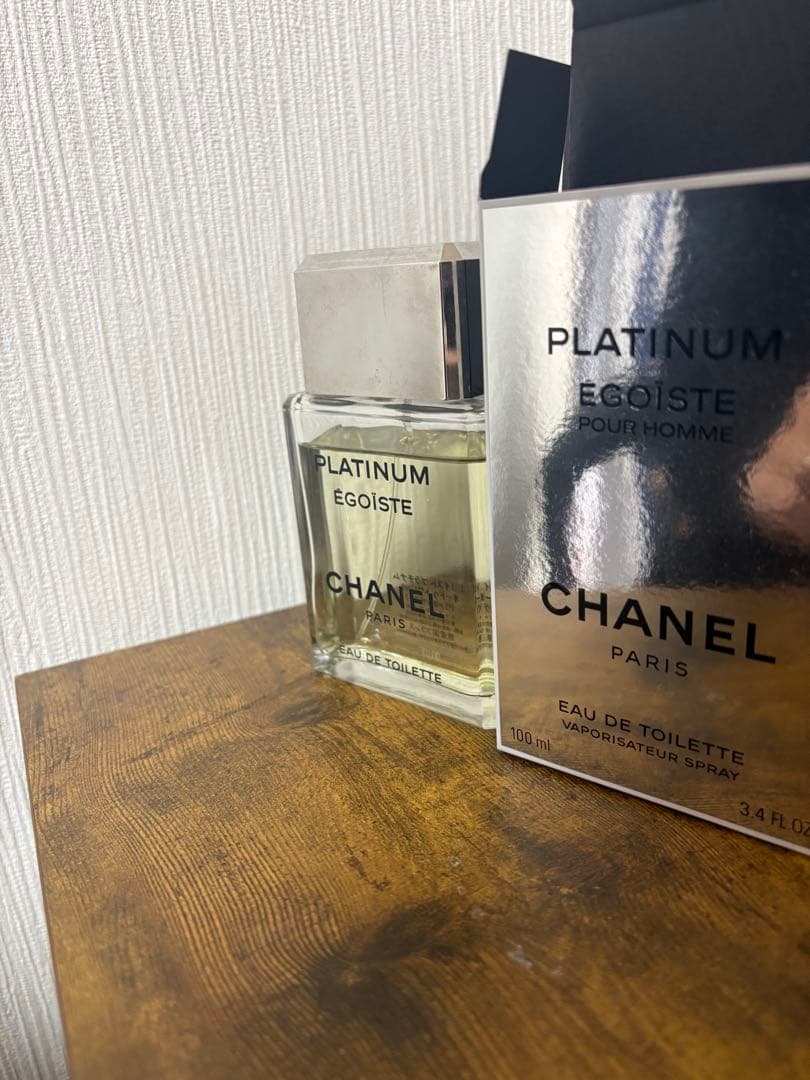 PLATINUM
ÉGOÏSTE
CHANEL
PARIS
EAU DE TOILETTE
PLATINUM
ÉGOÏSTE
POUR HOMME
CHANEL
PARIS
EAU DE TOILETTE
VAPORISATEUR SPRAY
100 ml
3.4 FL OZ